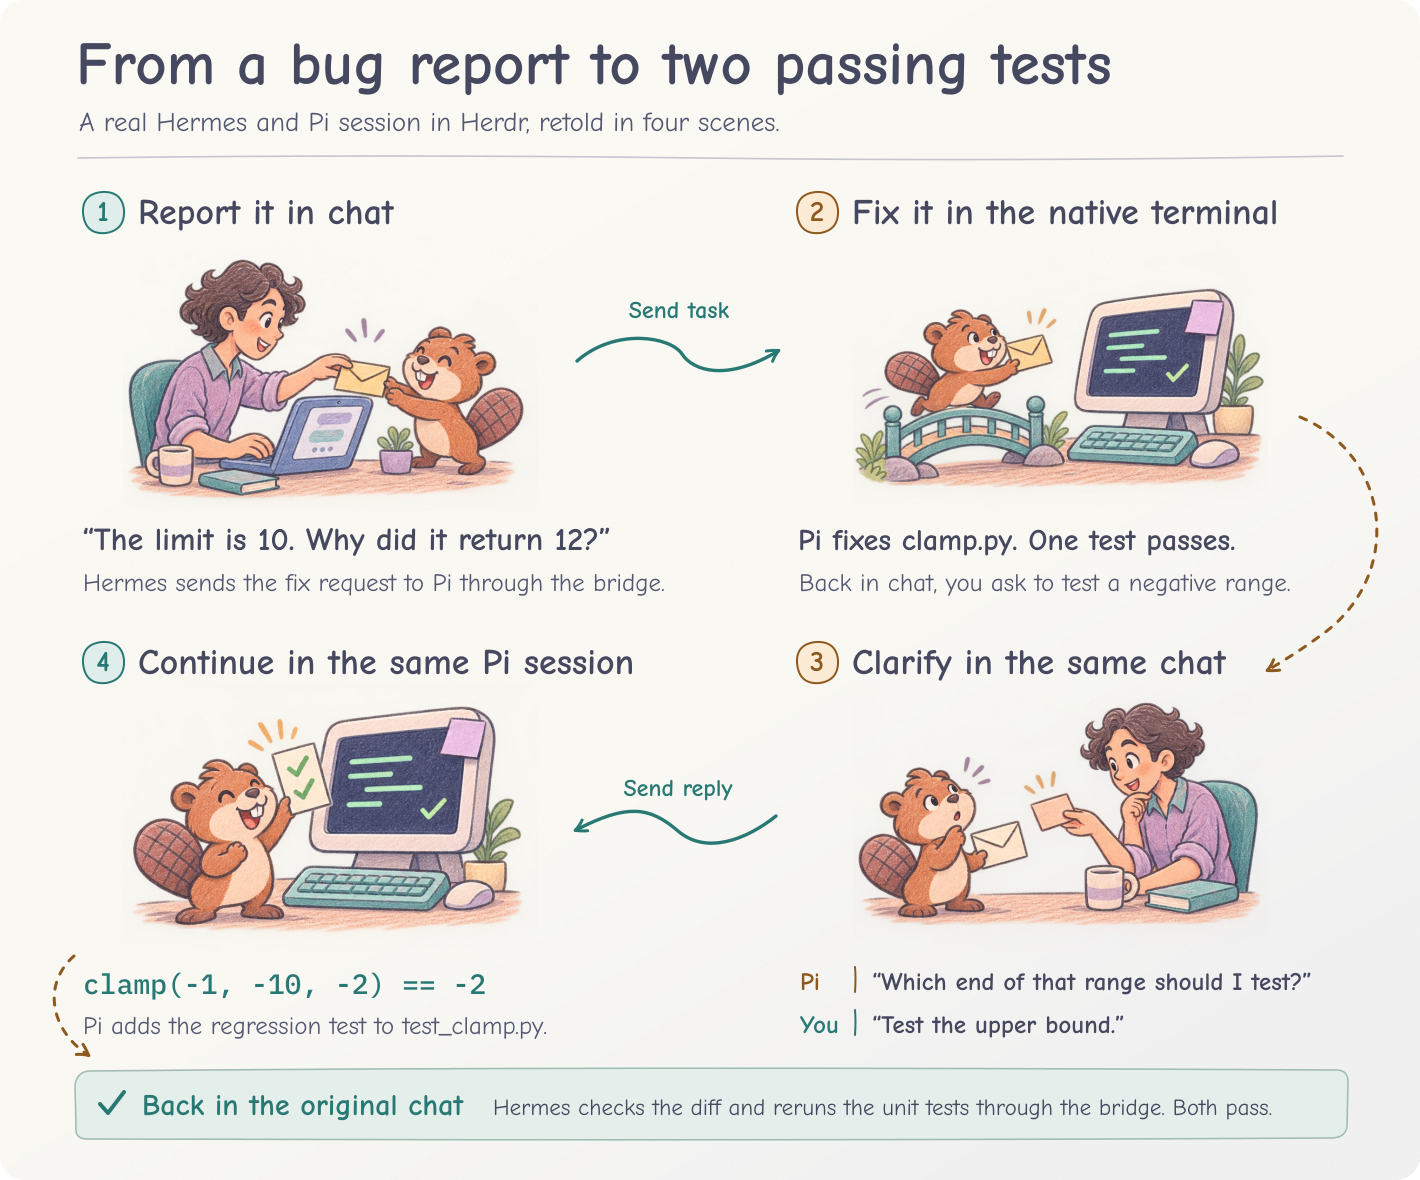 From a bug report to two passing tests
A real Hermes and Pi session in Herdr, retold in four scenes.
1 Report it in chat
Send task
“The limit is 10. Why did it return 12?”
Hermes sends the fix request to Pi through the bridge.
2 Fix it in the native terminal
Pi fixes clamp.py. One test passes.
Back in chat, you ask to test a negative range.
3 Clarify in the same chat
Pi “Which end of that range should I test?”
You “Test the upper bound.”
Send reply
4 Continue in the same Pi session
clamp(-1, -10, -2) == -2
Pi adds the regression test to test_clamp.py.
Back in the original chat Hermes checks the diff and reruns the unit tests through the bridge. Both pass.